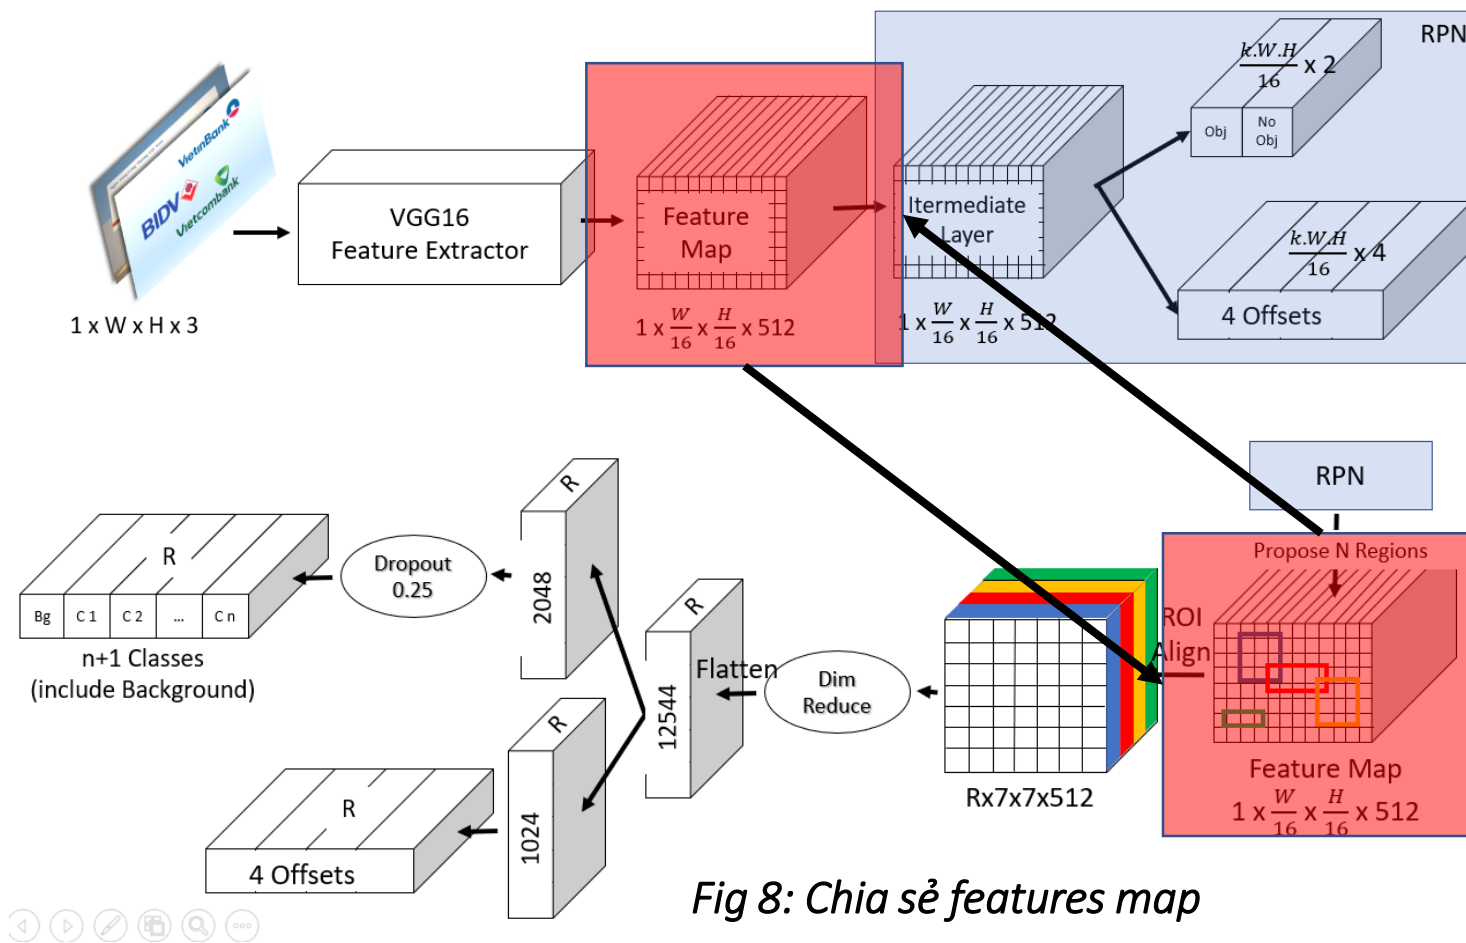 RPN
k.W.H
16
x 2
Obj
No
Obj
VietinBank
BIDV
Vietcombank
1 x W x H x 3
VGG16
Feature Extractor
Feature
Map
1 x W/16 x H/16 x 512
Itermediate
Layer
1 x W/16 x H/16 x 512
k.W.H
16
x 4
4 Offsets
RPN
Propose N Regions
ROI
Align
Feature Map
1 x W/16 x H/16 x 512
Rx7x7x512
Dim
Reduce
Flatten
R
12544
R
2048
Dropout
0.25
R
Bg
C 1
C 2
...
C n
n+1 Classes
(include Background)
R
1024
R
4 Offsets
Fig 8: Chia sẻ features map